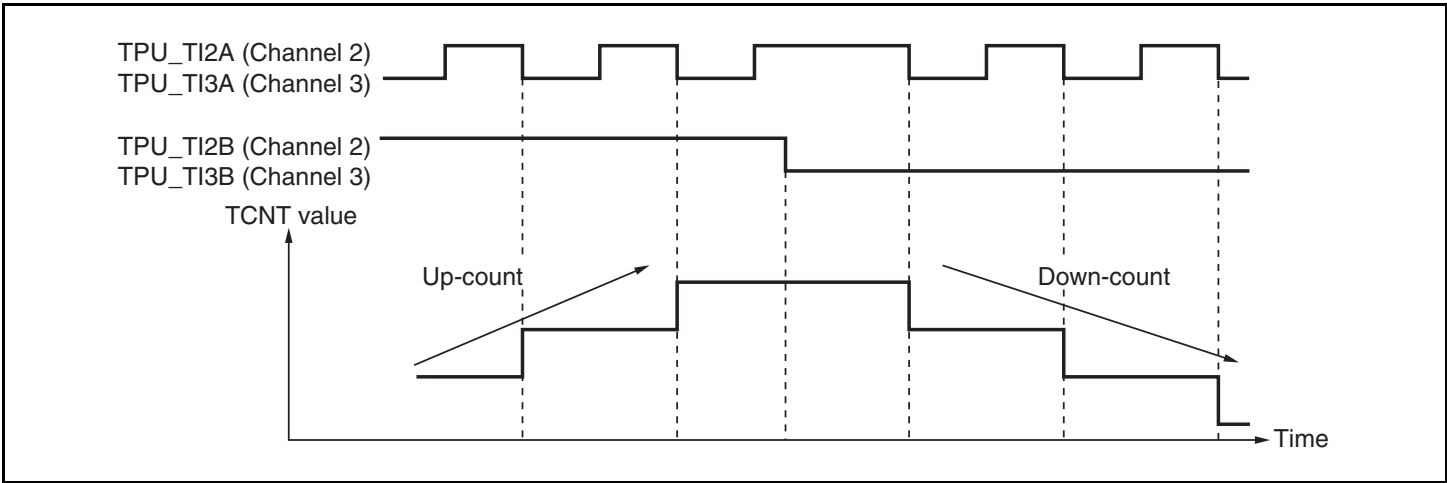 TPU_TI2A (Channel 2)
TPU_TI3A (Channel 3)
TPU_TI2B (Channel 2)
TPU_TI3B (Channel 3)
TCNT value
Up-count
Down-count
Time